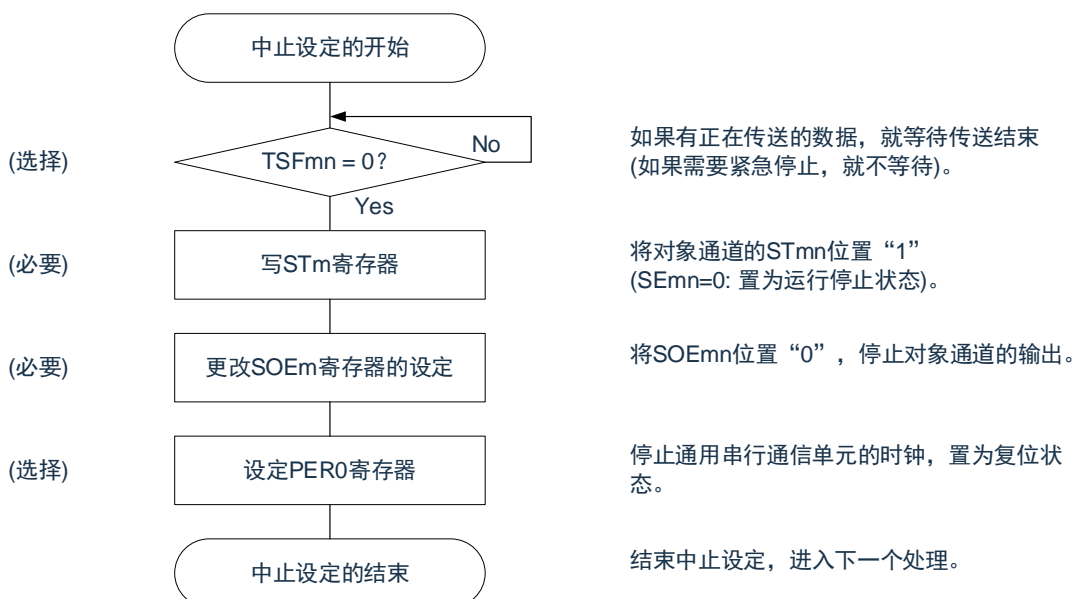 中止设定的开始
(选择)
TSFmn = 0?
No
如果有正在传送的数据，就等待传送结束
(如果需要紧急停止，就不等待)。
Yes
(必要)
写STm寄存器
将对象通道的STmn位置“1”
(SEmn=0: 置为运行停止状态)。
(必要)
更改SOEm寄存器的设定
将SOEmn位置“0”，停止对象通道的输出。
(选择)
设定PER0寄存器
停止通用串行通信单元的时钟，置为复位状
态。
中止设定的结束
结束中止设定，进入下一个处理。